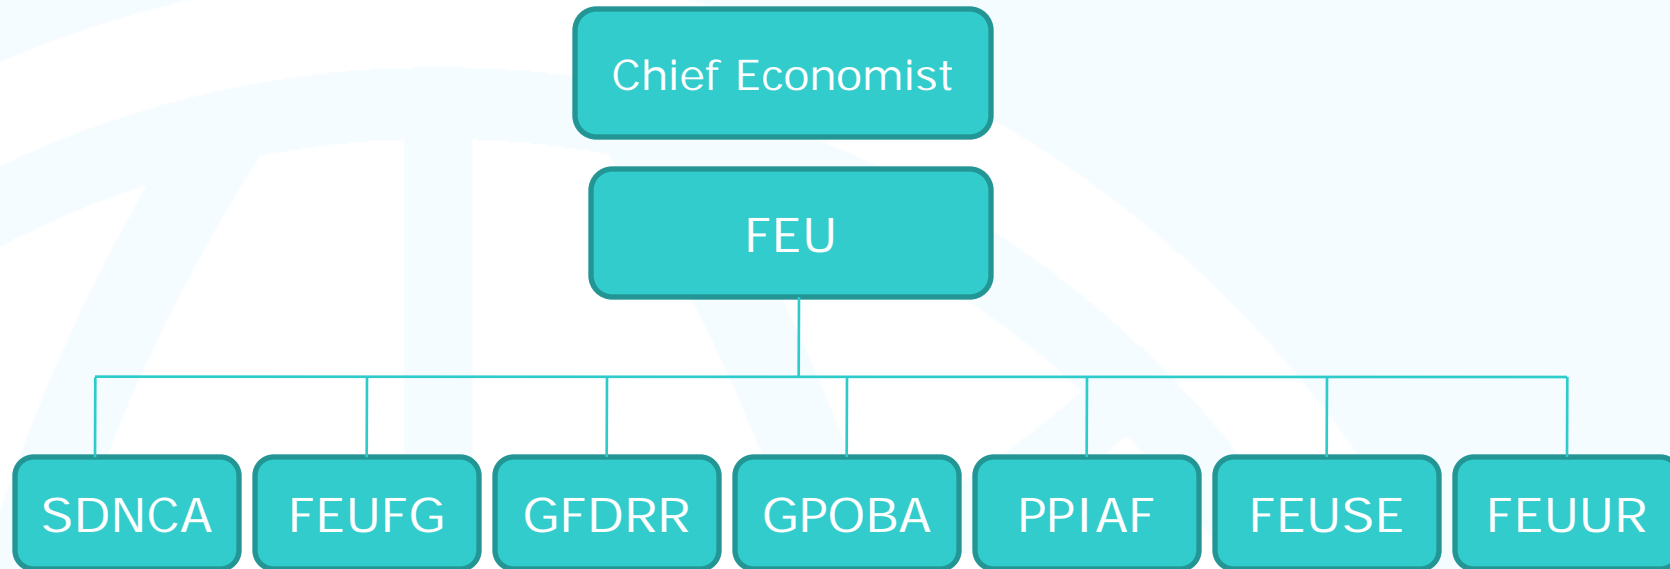 Chief Economist
FEU
SDNCA
FEUFG
GFDRR
GPOBA
PPIAF
FEUSE
FEUUR